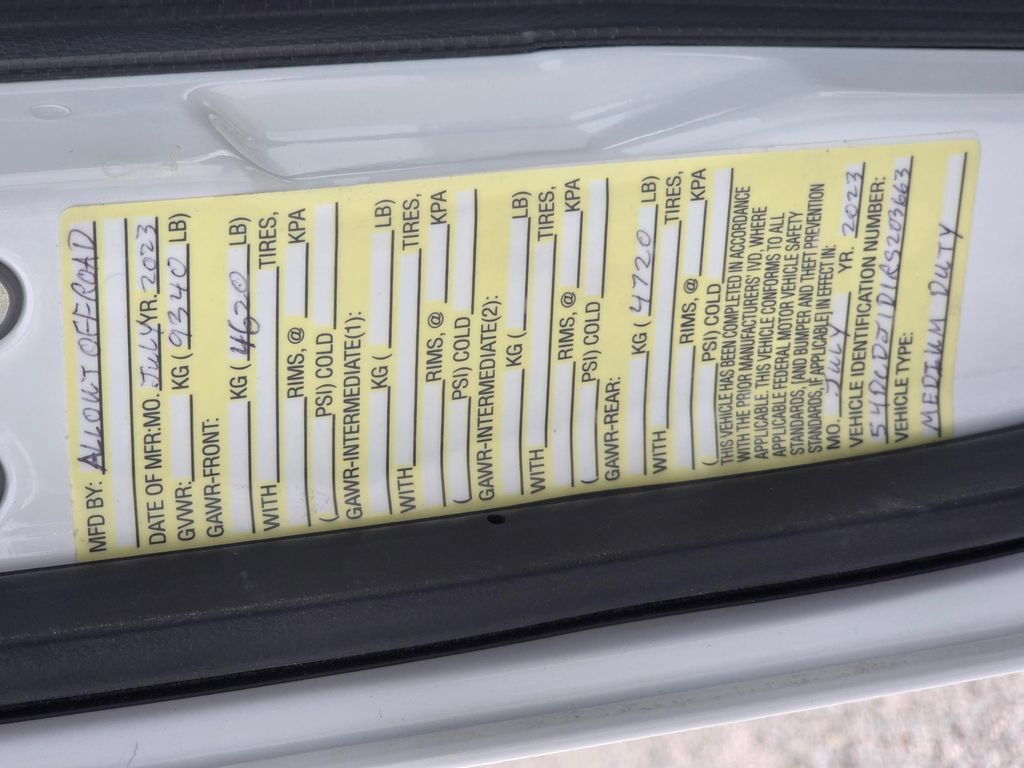 MFD BY: ALLOUI OFFROAD
DATE OF MFR: MO. JULY YR. 2023
GVWR: KG ( 9340 LB)
GAWR-FRONT:
KG ( 4620 LB)
WITH TIRES,
RIMS, @ KPA
( PSI) COLD
GAWR-INTERMEDIATE(1):
KG ( LB)
WITH TIRES,
RIMS, @ KPA
( PSI) COLD
GAWR-INTERMEDIATE(2):
KG ( LB)
WITH TIRES,
RIMS, @ KPA
( PSI) COLD
GAWR-REAR:
KG ( 4720 LB)
WITH TIRES,
RIMS, @ KPA
( PSI) COLD
THIS VEHICLE HAS BEEN COMPLETED IN ACCORDANCE
WITH THE PRIOR MANUFACTURERS IVD, WHERE
APPLICABLE. THIS VEHICLE CONFORMS TO ALL
APPLICABLE FEDERAL MOTOR VEHICLE SAFETY
STANDARDS, [AND BUMPER AND THEFT PREVENTION
STANDARDS, IF APPLICABLE] IN EFFECT IN:
MO. JULY YR. 2023
VEHICLE IDENTIFICATION NUMBER:
VEHICLE TYPE:
MEDIUM DUTY